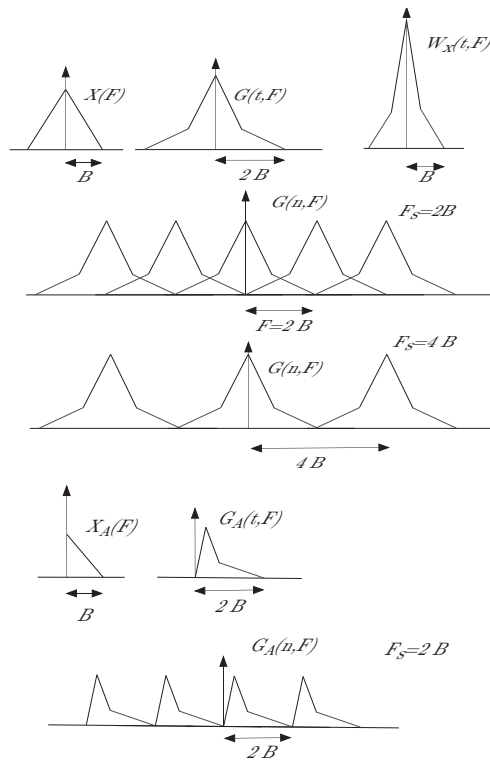 X(F)
G(t,F)
W_X(t,F)
B
2 B
B
G(n,F)
F_s=2B
F=2 B
F_s=4 B
G(n,F)
4 B
X_A(F)
G_A(t,F)
B
2 B
G_A(n,F)
F_s=2 B
2 B